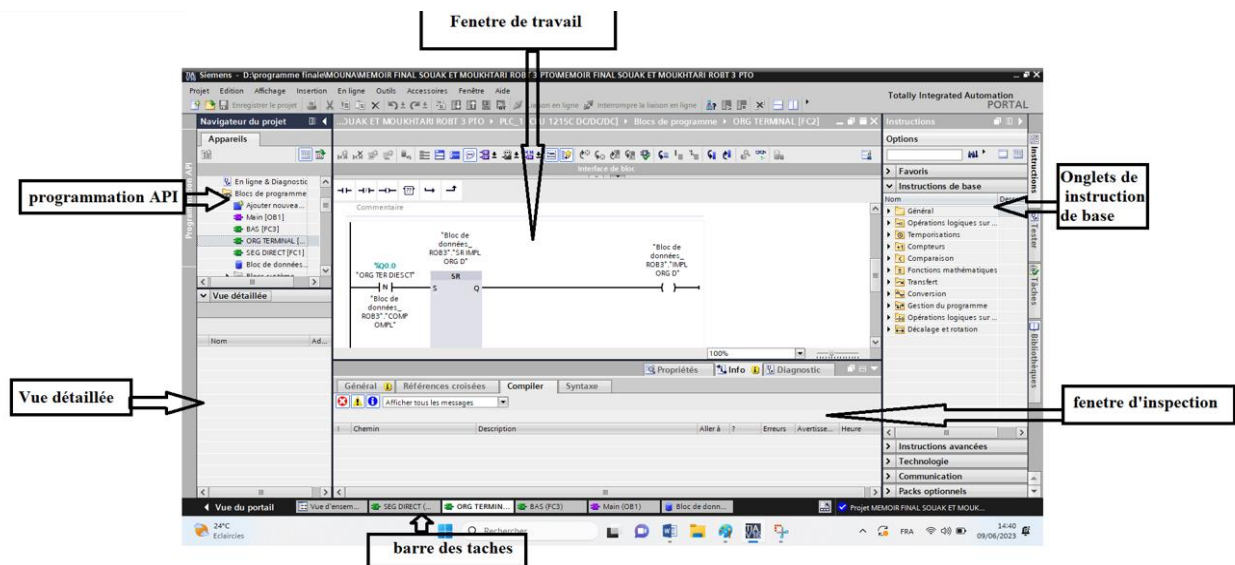 Fenetre de travail
Siemens - D:\programme finale\MOUNA\MEMOIR FINAL SOUAK ET MOUKHTARI ROBT 3 PTO\MEMOIR FINAL SOUAK ET MOUKHTARI ROBT 3 PTO
Projet Edition Affichage Insertion En ligne Outils Accessoires Fenêtre Aide
Enregistrer le projet
Liaison en ligne
Interrompre la liaison en ligne
Totally Integrated Automation
PORTAL
Navigateur du projet
...OUAK ET MOUKHTARI ROBT 3 PTO
Blocs de programme
ORG TERMINAL [FC2]
Instructions
Appareils
Options
Interface de bloc
programmation API
En ligne & Diagnostic
Blocs de programme
Ajouter nouvea...
Main [OB1]
BAS [FC3]
ORG TERMINAL [...
SEG DIRECT [FC1]
Bloc de données...
Blocs système
Commentaire
"Bloc de
données_
ROB3"."SR IMPL
ORG D"
%Q0.0
"ORG TER DIESCT"
N
"Bloc de
données_
ROB3"."COMP
OMPL"
SR
S Q
"Bloc de
données_
ROB3"."IMPL
ORG D"
100%
Favoris
Instructions de base
Nom
Général
Opérations logiques sur ...
Temporisations
Compteurs
Comparaison
Fonctions mathématiques
Transfert
Conversion
Gestion du programme
Opérations logiques sur ...
Décalage et rotation
Instructions
Tester
Tâches
Bibliothèques
Onglets de
instruction
de base
Vue détaillée
Nom Ad...
Vue détaillée
Propriétés Info Diagnostic
Général Références croisées Compiler Syntaxe
Afficher tous les messages
! Chemin Description Aller à ? Erreurs Avertisse... Heure
fenetre d'inspection
Instructions avancées
Technologie
Communication
Packs optionnels
Vue du portail Vue d'ensem... SEG DIRECT (... ORG TERMIN... BAS (FC3) Main (OB1) Bloc de donn... Projet MEMOIR FINAL SOUAK ET MOUK...
24°C
Eclaircies
Rechercher
FRA
14:40
09/06/2023
barre des taches